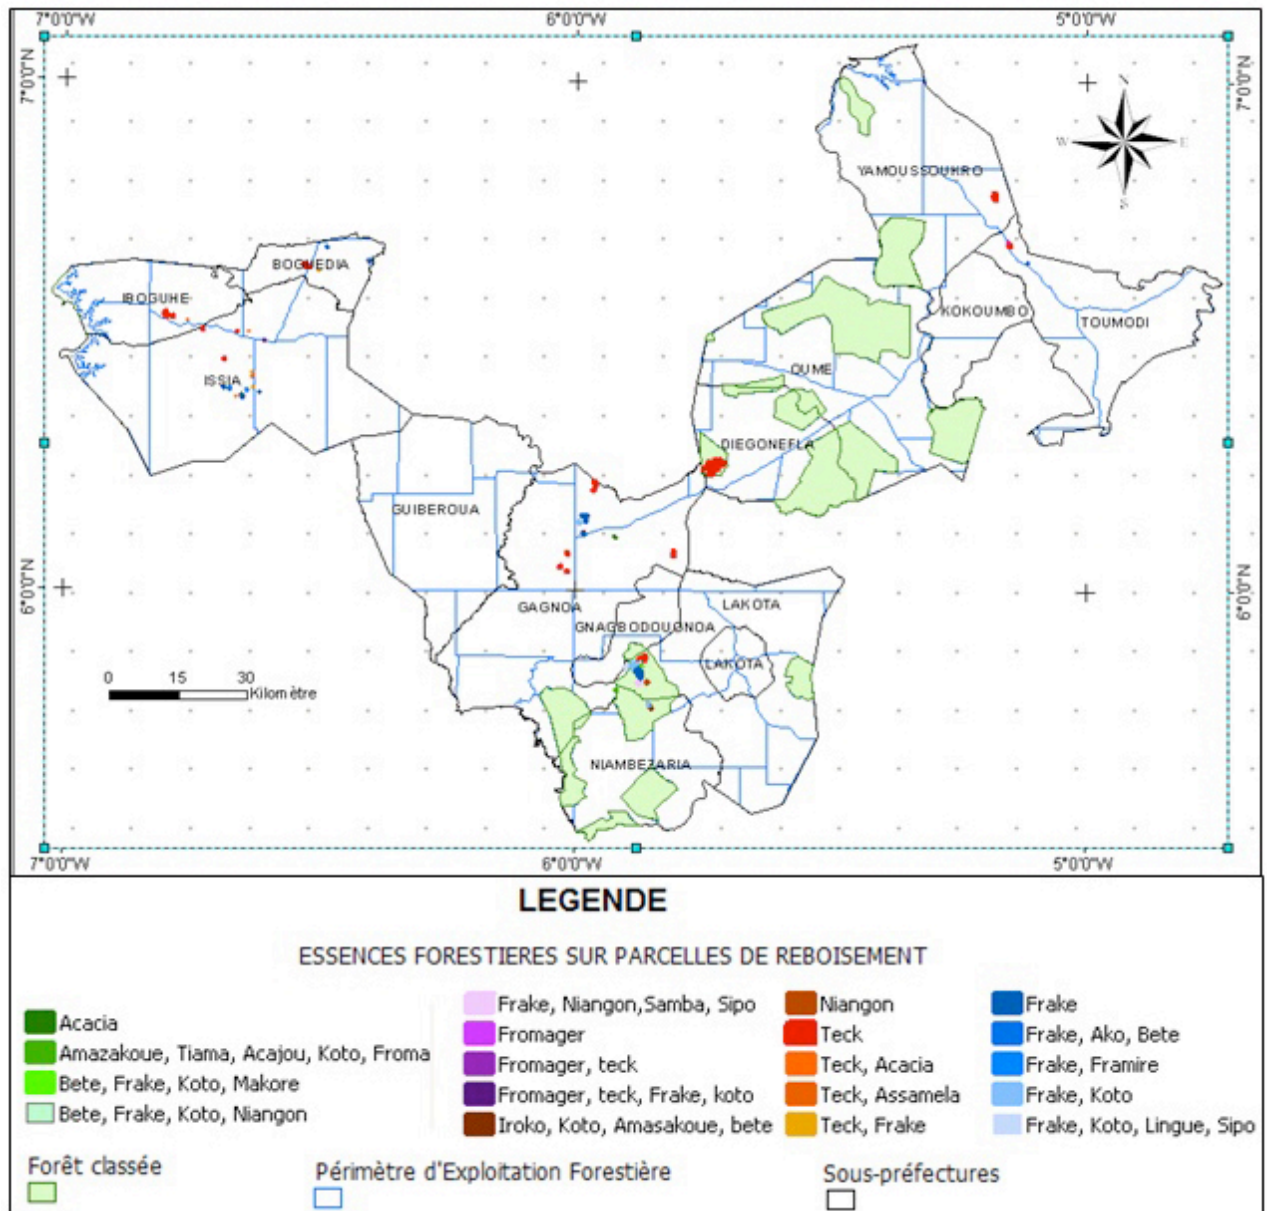 7°0'0"W 6°0'0"W 5°0'0"W
7°0'0"N 7°0'0"N
N
W E
S
YAMOUSSOUKRO
BOGUEDIA
IBOGUHE
KOKOUMBO
TOUMODI
OUME
ISSIA
DIEGONEFLA
GUIBEROUA
6°0'0"N 6°0'0"N
GAGNOA
LAKOTA
GNAGBODOUGNOA
LAKOTA
0 15 30
Kilomètre
NIAMBEZARIA
7°0'0"W 6°0'0"W 5°0'0"W
LEGENDE
ESSENCES FORESTIERES SUR PARCELLES DE REBOISEMENT
Acacia
Amazakoue, Tiama, Acajou, Koto, Froma
Bete, Frake, Koto, Makore
Bete, Frake, Koto, Niangon
Frake, Niangon,Samba, Sipo
Fromager
Fromager, teck
Fromager, teck, Frake, koto
Iroko, Koto, Amasakoue, bete
Niangon
Teck
Teck, Acacia
Teck, Assamela
Teck, Frake
Frake
Frake, Ako, Bete
Frake, Framire
Frake, Koto
Frake, Koto, Lingue, Sipo
Forêt classée
Périmètre d'Exploitation Forestière
Sous-préfectures